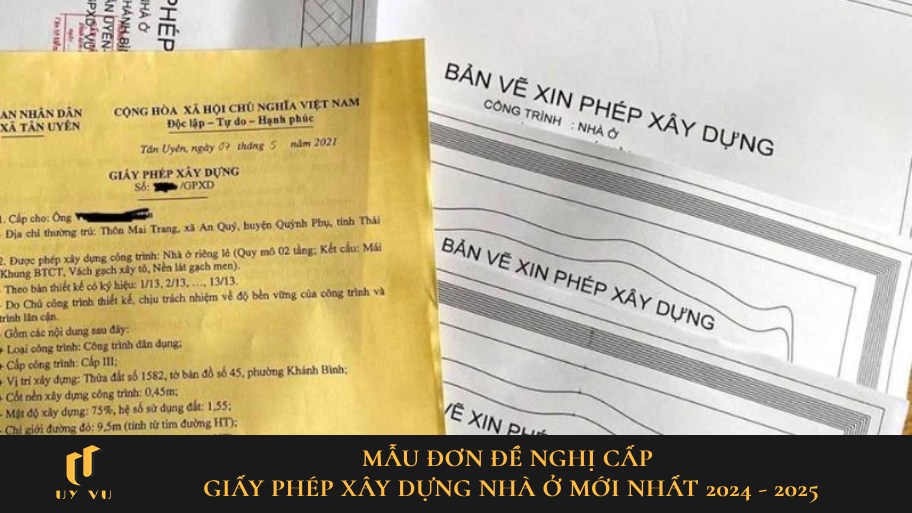 PHÉP
HÁNH BÌ
GPXD-VU
ÂN UYÊN-
NHÀ Ở
AN NHÂN DÂN
XÃ TÂN UYÊN
CỘNG HÒA XÃ HỘI CHỦ NGHĨA VIỆT NAM
Độc lập – Tự do – Hạnh phúc
Tân Uyên, ngày 07 tháng 5 năm 2021
GIẤY PHÉP XÂY DỰNG
Số: /GPXD
1. Cấp cho: Ông
- Địa chỉ thường trú: Thôn Mai Trang, xã An Quý, huyện Quỳnh Phụ, tỉnh Thái
2. Được phép xây dựng công trình: Nhà ở riêng lẻ (Quy mô 02 tầng; Kết cấu: Mái
Khung BTCT, Vách gạch xây tô, Nền lát gạch men).
- Theo bản thiết kế có ký hiệu: 1/13, 2/13, …, 13/13.
- Do Chủ công trình thiết kế, chịu trách nhiệm về độ bền vững của công trình và
trình lân cận.
- Gồm các nội dung sau đây:
+ Loại công trình: Công trình dân dụng;
+ Cấp công trình: Cấp III;
+ Vị trí xây dựng: Thửa đất số 1582, tờ bản đồ số 45, phường Khánh Bình;
- Cốt nền xây dựng công trình: 0,45m;
- Mật độ xây dựng: 75%, hệ số sử dụng đất: 1,55;
- Chỉ giới đường đỏ: 9,5m (tính từ tim đường HT);
BẢN VẼ XIN PHÉP XÂY DỰNG
CÔNG TRÌNH : NHÀ Ở
BẢN VẼ XIN PHÉP XÂY DỰNG
VẼ XIN PHÉP
UY VU
MẪU ĐƠN ĐỀ NGHỊ CẤP
GIẤY PHÉP XÂY DỰNG NHÀ Ở MỚI NHẤT 2024 - 2025